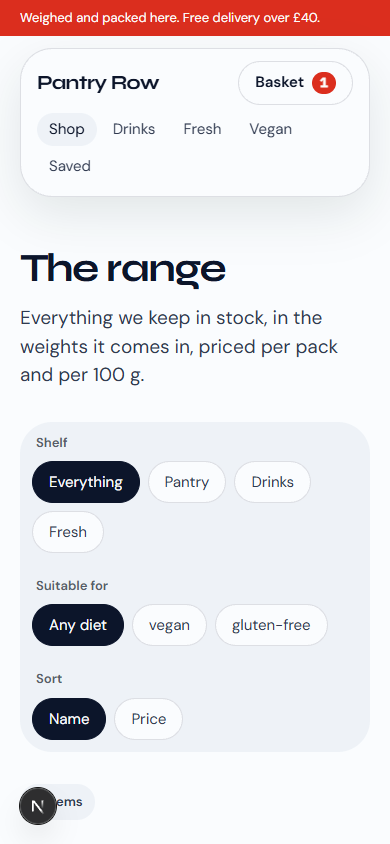 Weighed and packed here. Free delivery over £40.
Pantry Row
Basket 1
Shop Drinks Fresh Vegan
Saved
The range
Everything we keep in stock, in the
weights it comes in, priced per pack
and per 100 g.
Shelf
Everything Pantry Drinks
Fresh
Suitable for
Any diet vegan gluten-free
Sort
Name Price
N